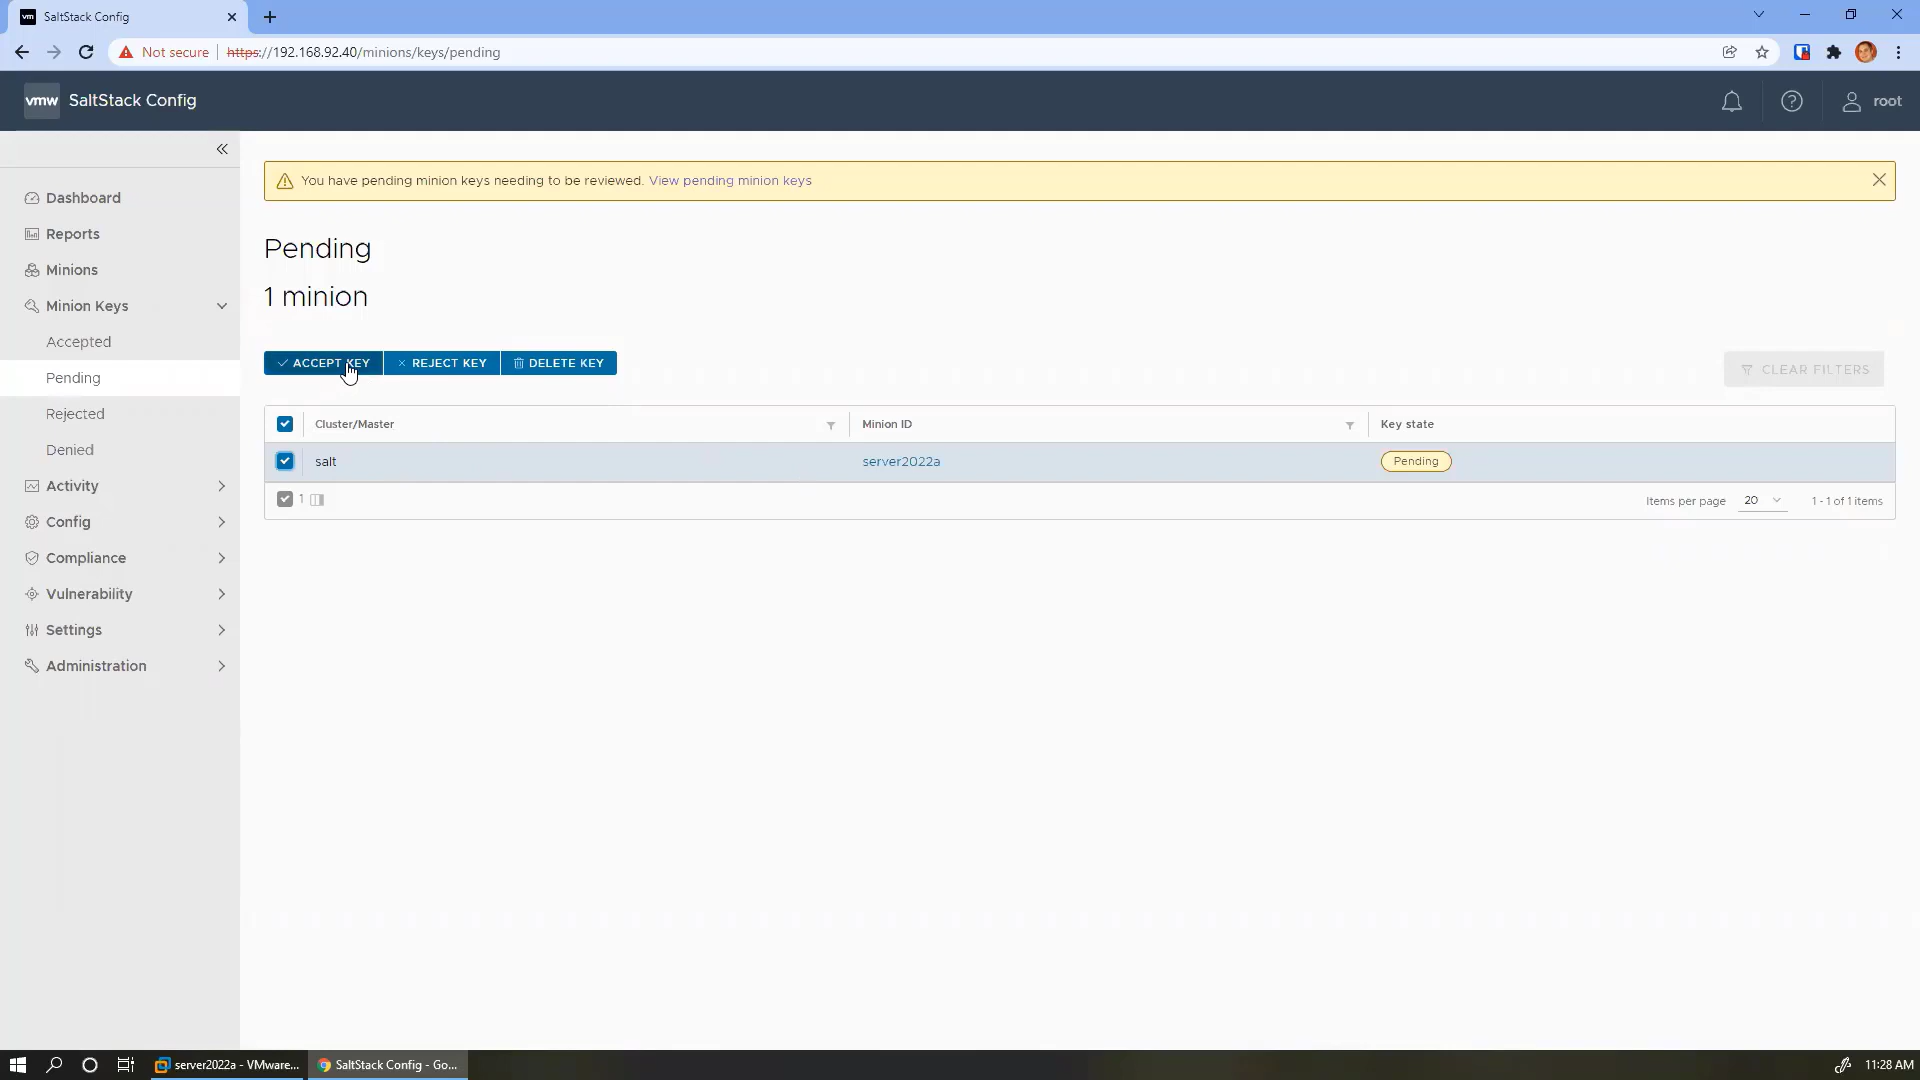 vm SaltStack Config
Not secure https://192.168.92.40/minions/keys/pending
vmw SaltStack Config
root
You have pending minion keys needing to be reviewed. View pending minion keys
Dashboard
Reports
Minions
Minion Keys
Accepted
Pending
Rejected
Denied
Activity
Config
Compliance
Vulnerability
Settings
Administration
Pending
1 minion
ACCEPT KEY REJECT KEY DELETE KEY
CLEAR FILTERS
Cluster/Master Minion ID Key state
salt server2022a Pending
1 Items per page 20 1 - 1 of 1 items
server2022a - VMware... SaltStack Config - Go... 11:28 AM